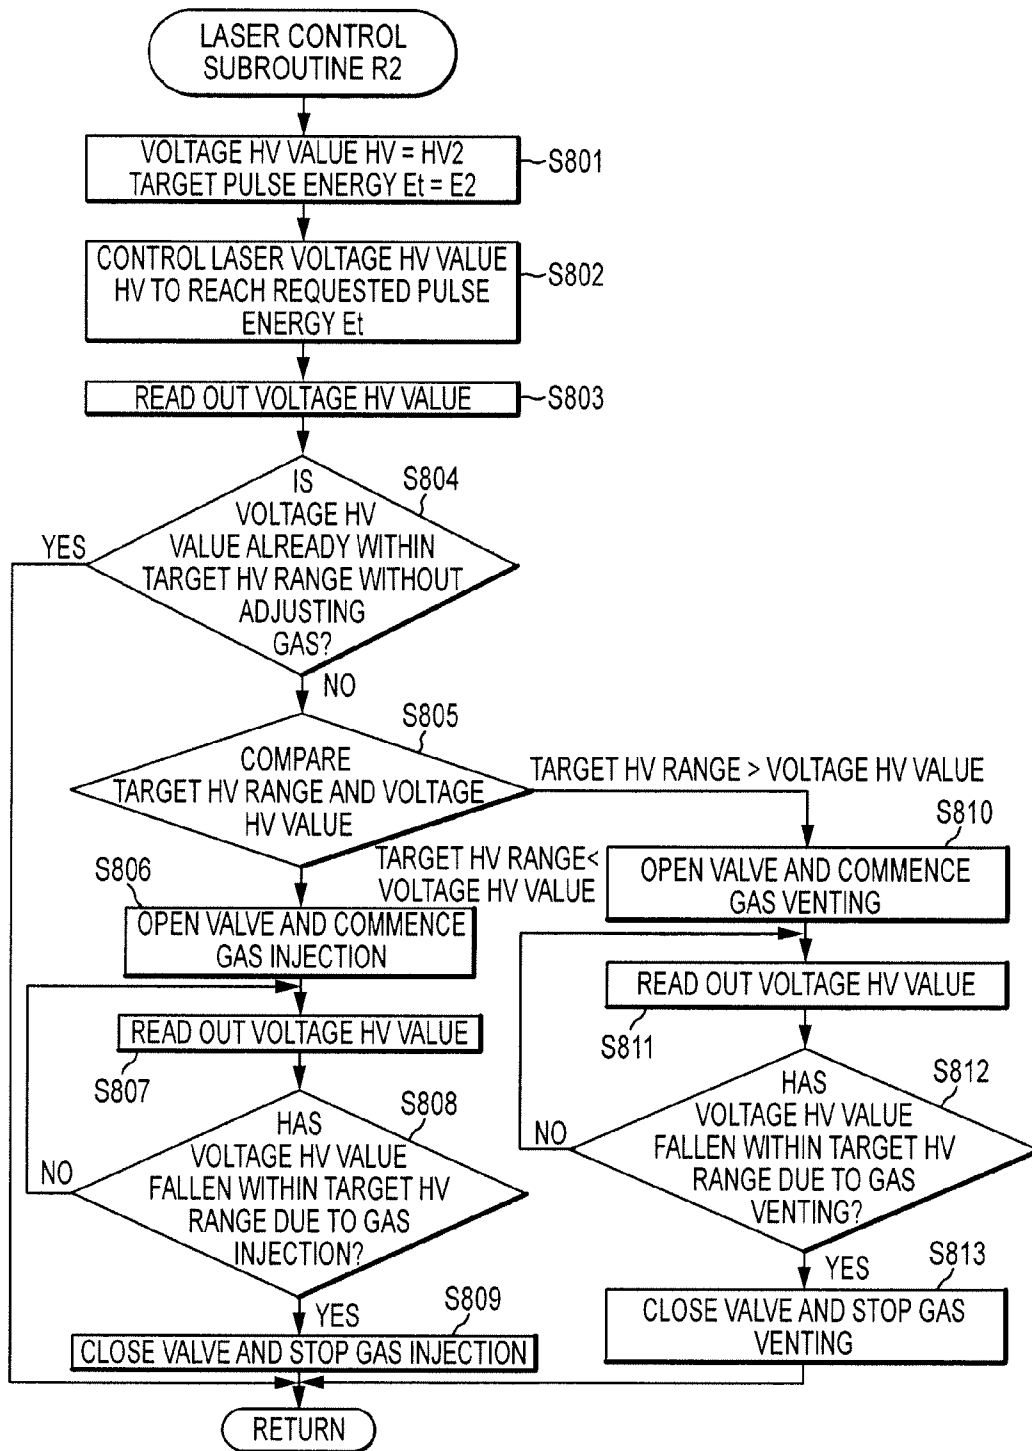 LASER CONTROL
SUBROUTINE R2
VOLTAGE HV VALUE HV = HV2
TARGET PULSE ENERGY Et = E2
S801
CONTROL LASER VOLTAGE HV VALUE
HV TO REACH REQUESTED PULSE
ENERGY Et
S802
READ OUT VOLTAGE HV VALUE
S803
S804
IS
VOLTAGE HV
VALUE ALREADY WITHIN
TARGET HV RANGE WITHOUT
ADJUSTING
GAS?
YES
NO
S805
COMPARE
TARGET HV RANGE AND VOLTAGE
HV VALUE
TARGET HV RANGE > VOLTAGE HV VALUE
TARGET HV RANGE<
VOLTAGE HV VALUE
S806
OPEN VALVE AND COMMENCE
GAS INJECTION
READ OUT VOLTAGE HV VALUE
S807
S808
HAS
VOLTAGE HV VALUE
FALLEN WITHIN TARGET HV
RANGE DUE TO GAS
INJECTION?
NO
YES
S809
CLOSE VALVE AND STOP GAS INJECTION
S810
OPEN VALVE AND COMMENCE
GAS VENTING
READ OUT VOLTAGE HV VALUE
S811
S812
HAS
VOLTAGE HV VALUE
FALLEN WITHIN TARGET HV
RANGE DUE TO GAS
VENTING?
NO
YES
S813
CLOSE VALVE AND STOP GAS
VENTING
RETURN